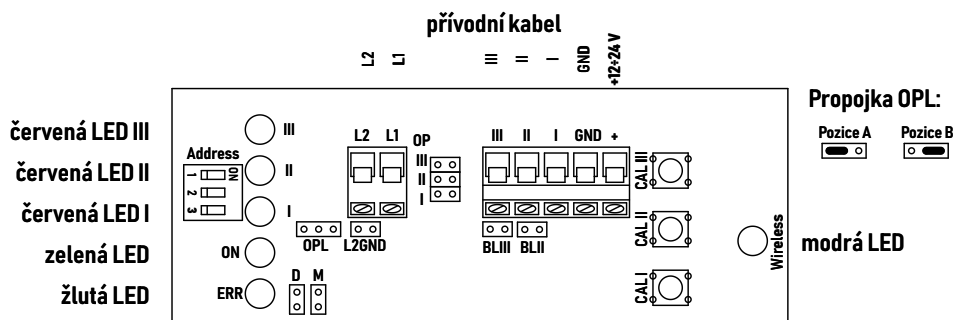 přívodní kabel
L2 L1 III II I GND +12÷24 V
Propojka OPL:
Pozice A Pozice B
červená LED III
červená LED II
červená LED I
zelená LED
žlutá LED
III
II
I
ON
ERR
Address
ON
1
2
3
L2 L1 OP
III
II
I
OPL L2GND
D M
III II I GND +
BLIII BLII
CAL III
CAL II
CAL I
Wireless
modrá LED